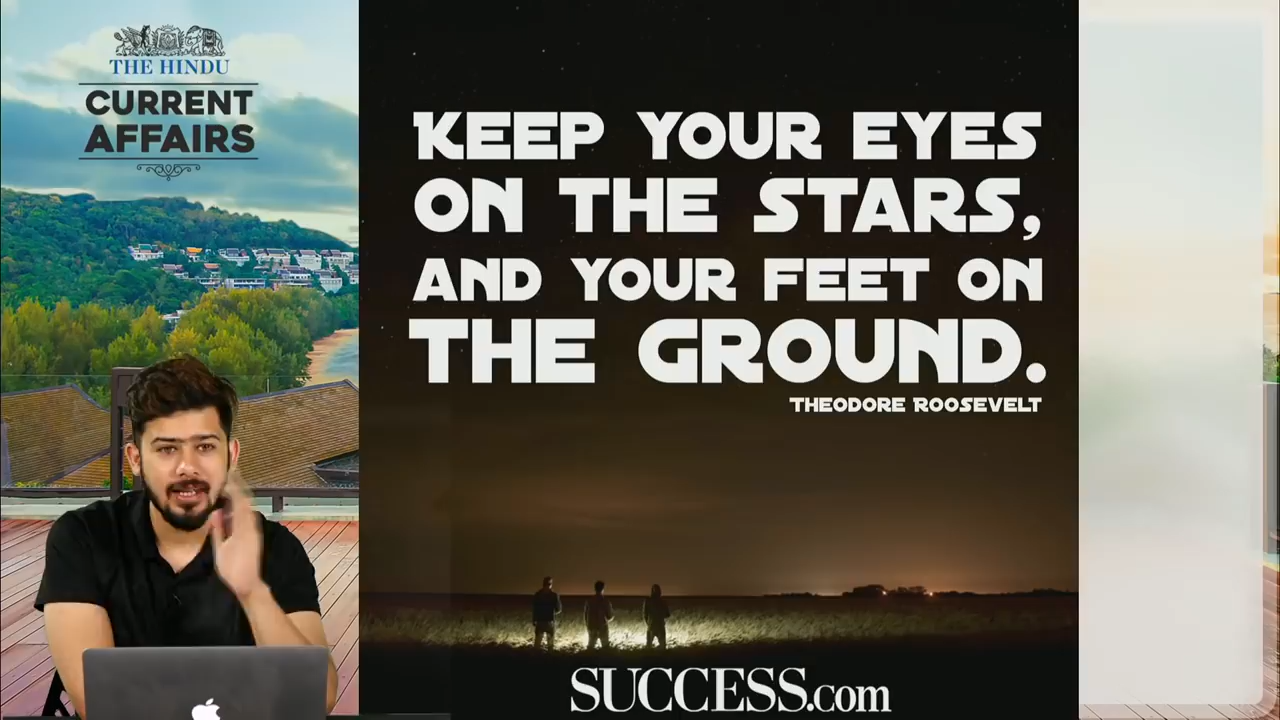 THE HINDU
CURRENT
AFFAIRS
KEEP YOUR EYES
ON THE STARS,
AND YOUR FEET ON
THE GROUND.
THEODORE ROOSEVELT
SUCCESS.com